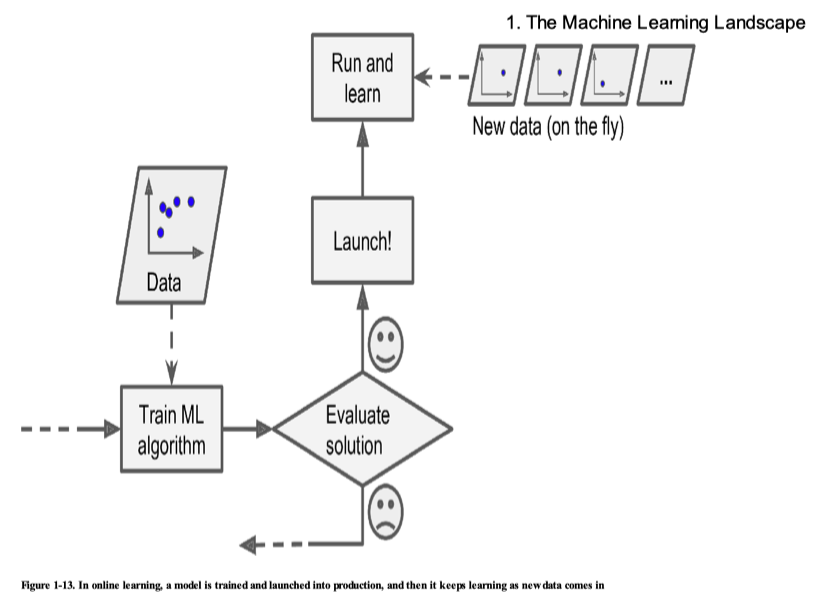 1. The Machine Learning Landscape
Run and
learn
...
New data (on the fly)
Launch!
Data
Train ML
algorithm
Evaluate
solution
Figure 1-13. In online learning, a model is trained and launched into production, and then it keeps learning as new data comes in